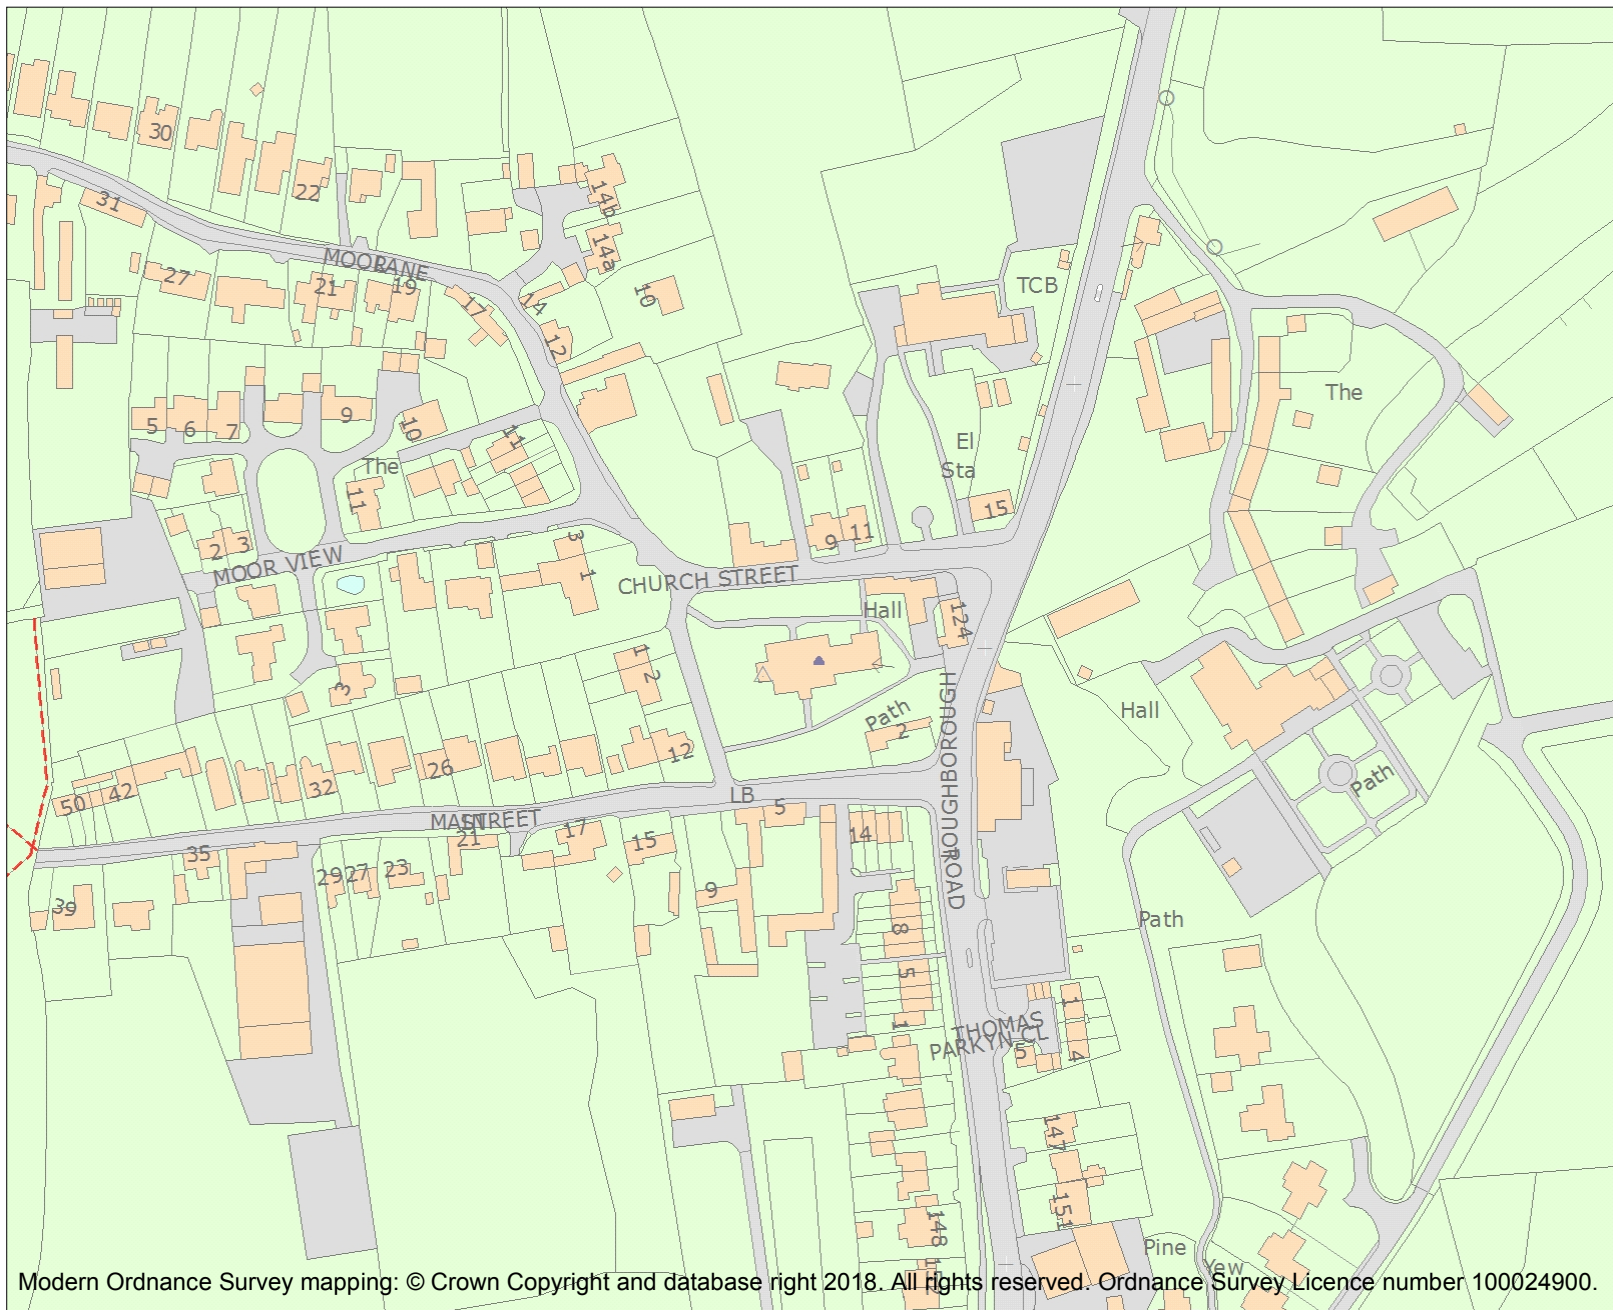 30
22
31
14b
14a
MOOR LANE
27
21
19
17
14
10
12
TCB
The
5
6
7
9
10
11
The
11
El
Sta
15
9
11
2
3
MOOR VIEW
3
1
CHURCH STREET
Hall
124
1
2
3
Path
2
12
Hall
Path
LOUGHBOROUGH
ROAD
50
42
32
26
LB
MAIN STREET
5
35
21
17
15
14
29
27
23
39
9
8
5
1
Path
THOMAS
PARKYN CL
1
5
4
147
151
148
152
Pine
Yew
Modern Ordnance Survey mapping: © Crown Copyright and database right 2018. All rights reserved. Ordnance Survey Licence number 100024900.